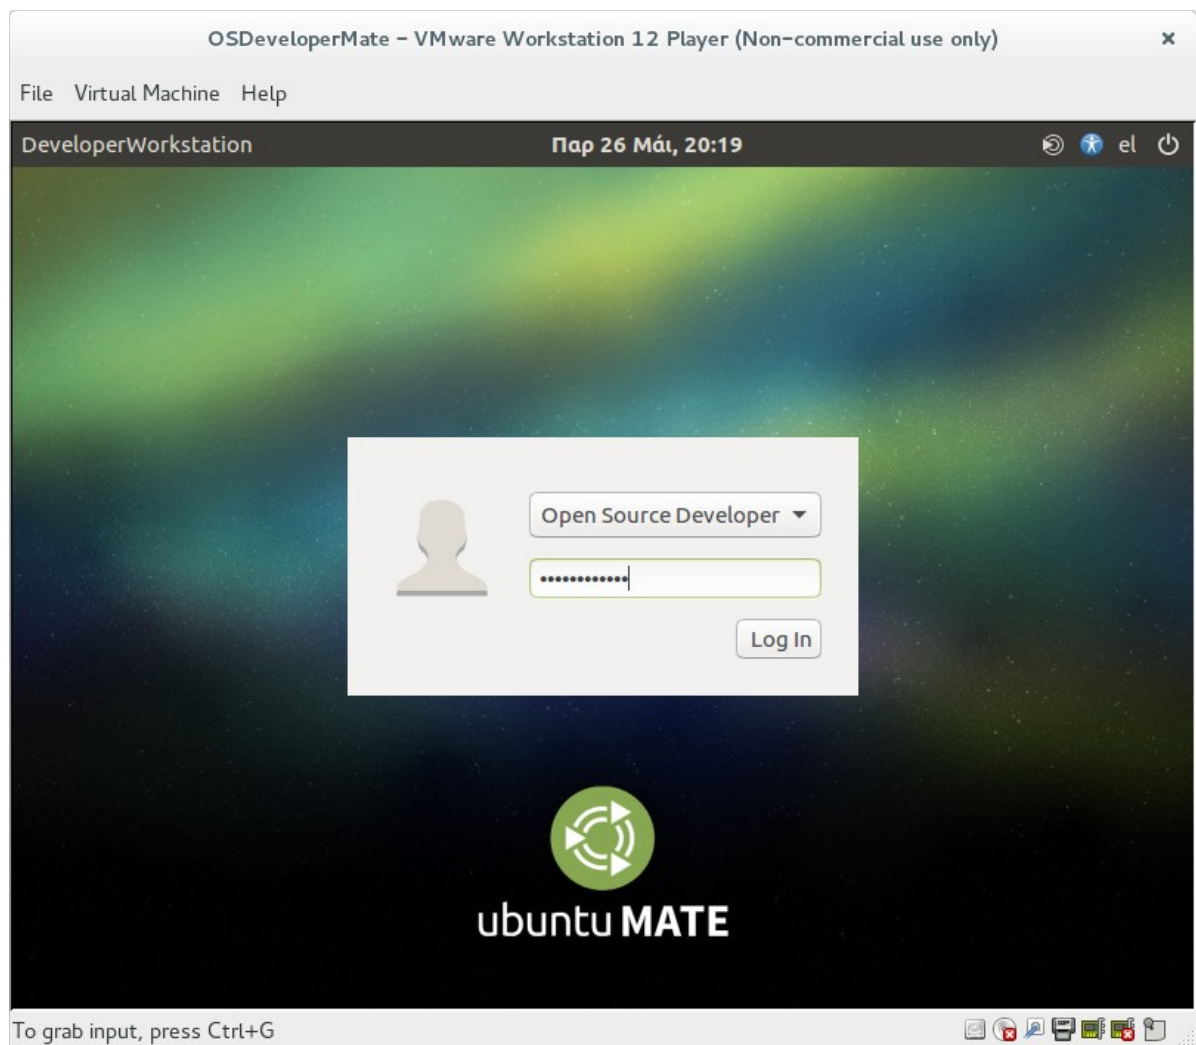 OSDeveloperMate – VMware Workstation 12 Player (Non-commercial use only)
File Virtual Machine Help
DeveloperWorkstation Παρ 26 Μάι, 20:19 el
Open Source Developer
Log In
ubuntu MATE
To grab input, press Ctrl+G